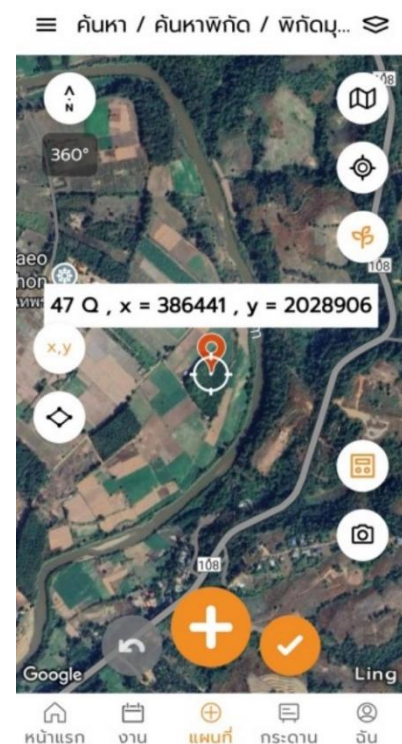 ค้นหา / ค้นหาพิกัด / พิกัดมุ...
N
360°
108
aeo
hon
108
47 Q , x = 386441 , y = 2028906
x,y
m
108
Google
Ling
หน้าแรก
งาน
แผนที่
กระดาน
ฉัน